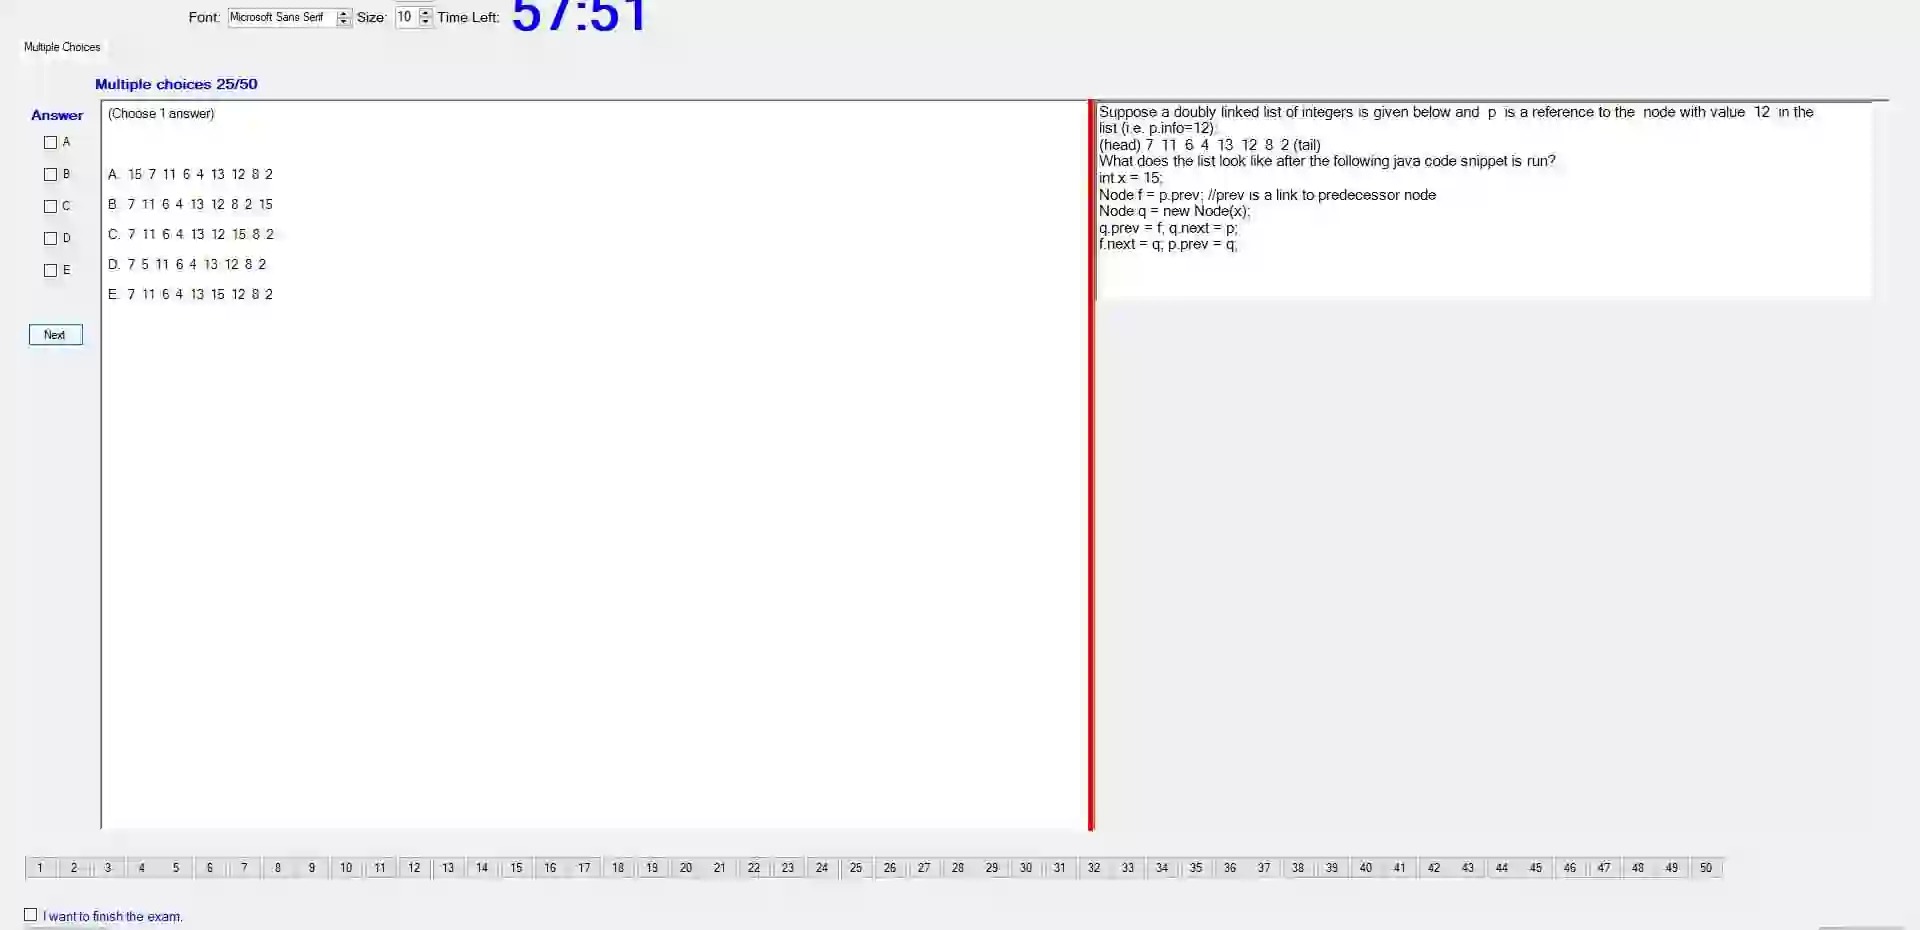 Font: Microsoft Sans Serif Size: 10 Time Left: 57:51
Multiple Choices
Multiple choices 25/50
Answer
A
B
C
D
E
Next
(Choose 1 answer)
A. 15 7 11 6 4 13 12 8 2
B. 7 11 6 4 13 12 8 2 15
C. 7 11 6 4 13 12 15 8 2
D. 7 5 11 6 4 13 12 8 2
E. 7 11 6 4 13 15 12 8 2
Suppose a doubly linked list of integers is given below and p is a reference to the node with value 12 in the
list (i.e. p.info=12):
(head) 7 11 6 4 13 12 8 2 (tail)
What does the list look like after the following java code snippet is run?
int x = 15;
Node f = p.prev; //prev is a link to predecessor node
Node q = new Node(x);
q.prev = f; q.next = p;
f.next = q; p.prev = q;
1 2 3 4 5 6 7 8 9 10 11 12 13 14 15 16 17 18 19 20 21 22 23 24 25 26 27 28 29 30 31 32 33 34 35 36 37 38 39 40 41 42 43 44 45 46 47 48 49 50
I want to finish the exam.